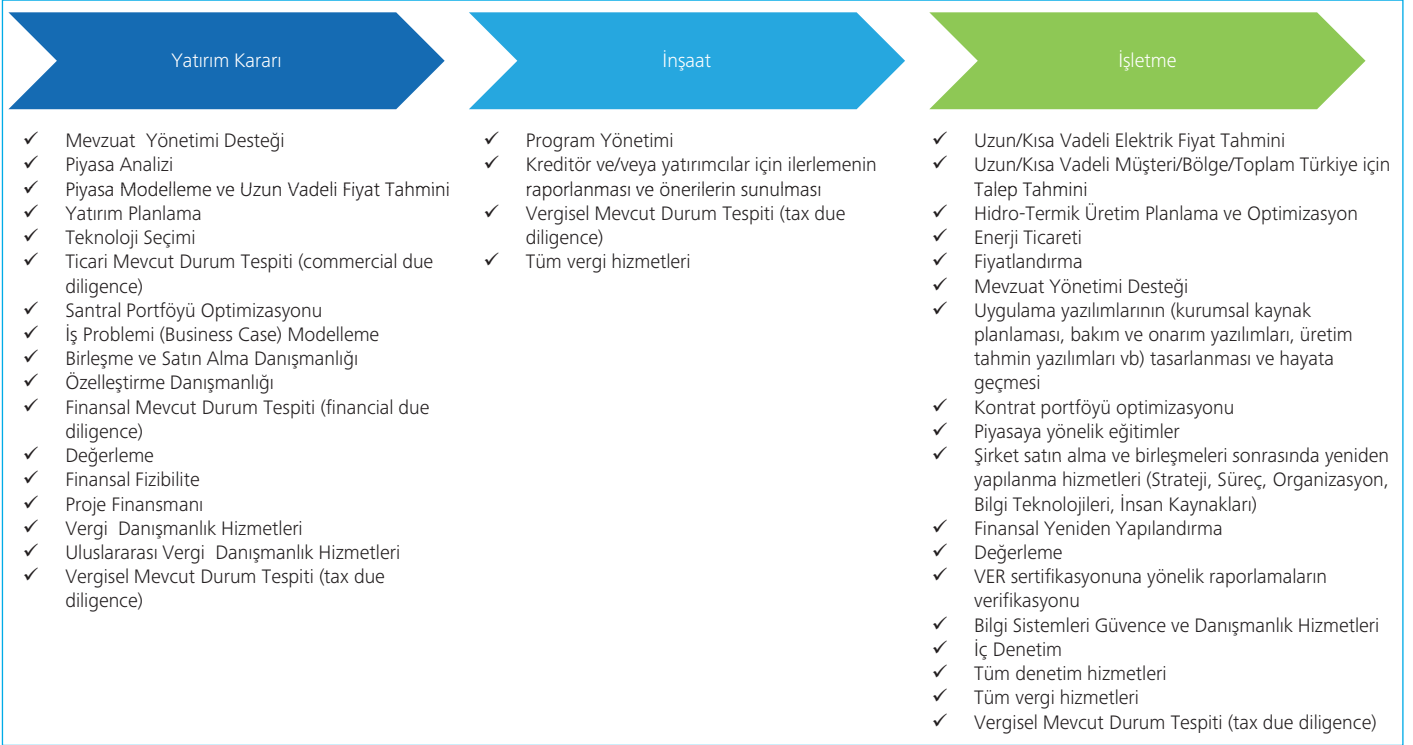 Yatırım Kararı
Mevzuat  Yönetimi Desteği
Piyasa Analizi
Piyasa Modelleme ve Uzun Vadeli Fiyat Tahmini
Yatırım Planlama
Teknoloji Seçimi
Ticari Mevcut Durum Tespiti (commercial due
diligence)
Santral Portföyü Optimizasyonu
İş Problemi (Business Case) Modelleme
Birleşme ve Satın Alma Danışmanlığı
Özelleştirme Danışmanlığı
Finansal Mevcut Durum Tespiti (financial due
diligence)
Değerleme
Finansal Fizibilite
Proje Finansmanı
Vergi  Danışmanlık Hizmetleri
Uluslararası Vergi  Danışmanlık Hizmetleri
Vergisel Mevcut Durum Tespiti (tax due
diligence)
İnşaat
Program Yönetimi
Kreditör ve/veya yatırımcılar için ilerlemenin
raporlanması ve önerilerin sunulması
Vergisel Mevcut Durum Tespiti (tax due
diligence)
Tüm vergi hizmetleri
İşletme
Uzun/Kısa Vadeli Elektrik Fiyat Tahmini
Uzun/Kısa Vadeli Müşteri/Bölge/Toplam Türkiye için
Talep Tahmini
Hidro-Termik Üretim Planlama ve Optimizasyon
Enerji Ticareti
Fiyatlandırma
Mevzuat Yönetimi Desteği
Uygulama yazılımlarının (kurumsal kaynak
planlaması, bakım ve onarım yazılımları, üretim
tahmin yazılımları vb) tasarlanması ve hayata
geçmesi
Kontrat portföyü optimizasyonu
Piyasaya yönelik eğitimler
Şirket satın alma ve birleşmeleri sonrasında yeniden
yapılanma hizmetleri (Strateji, Süreç, Organizasyon,
Bilgi Teknolojileri, İnsan Kaynakları)
Finansal Yeniden Yapılandırma
Değerleme
VER sertifikasyonuna yönelik raporlamaların
verifikasyonu
Bilgi Sistemleri Güvence ve Danışmanlık Hizmetleri
İç Denetim
Tüm denetim hizmetleri
Tüm vergi hizmetleri
Vergisel Mevcut Durum Tespiti (tax due diligence)